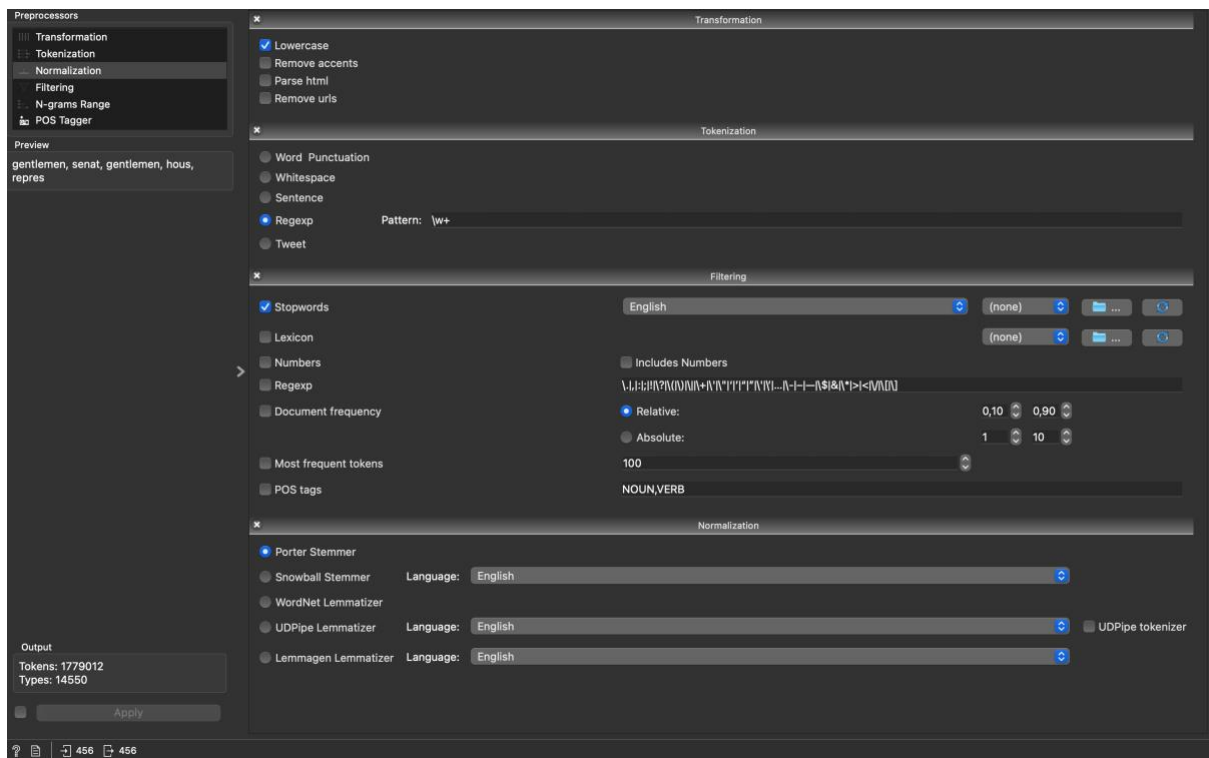 Preprocessors
Transformation
Tokenization
Normalization
Filtering
N-grams Range
POS Tagger
Preview
gentlemen, senat, gentlemen, hous,
repres
Output
Tokens: 1779012
Types: 14550
Apply
456 456
Transformation
Lowercase
Remove accents
Parse html
Remove urls
Tokenization
Word Punctuation
Whitespace
Sentence
Regexp Pattern: \w+
Tweet
Filtering
Stopwords English (none) ...
Lexicon (none) ...
Numbers Includes Numbers
Regexp
Document frequency Relative: 0,10 0,90
Absolute: 1 10
Most frequent tokens 100
POS tags NOUN,VERB
Normalization
Porter Stemmer
Snowball Stemmer Language: English
WordNet Lemmatizer
UDPipe Lemmatizer Language: English UDPipe tokenizer
Lemmagen Lemmatizer Language: English